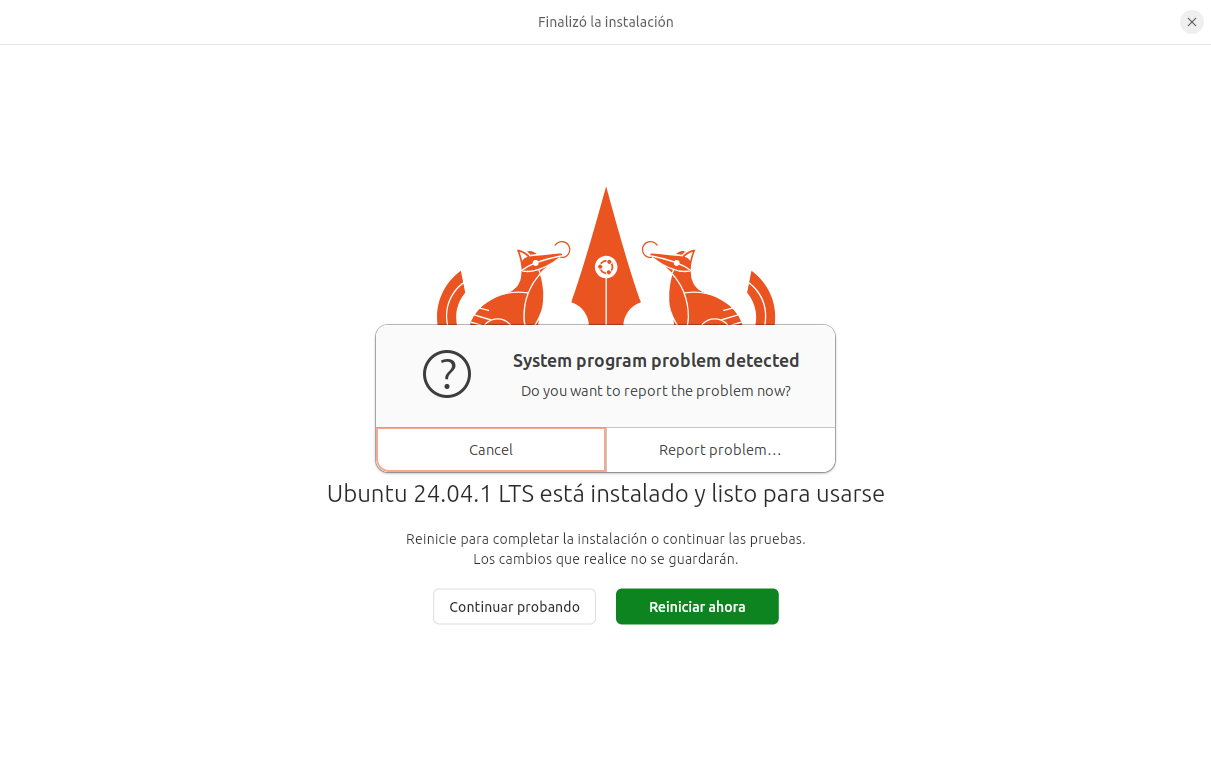 Finalizó la instalación
System program problem detected
Do you want to report the problem now?
Cancel
Report problem…
Ubuntu 24.04.1 LTS está instalado y listo para usarse
Reinicie para completar la instalación o continuar las pruebas.
Los cambios que realice no se guardarán.
Continuar probando
Reiniciar ahora